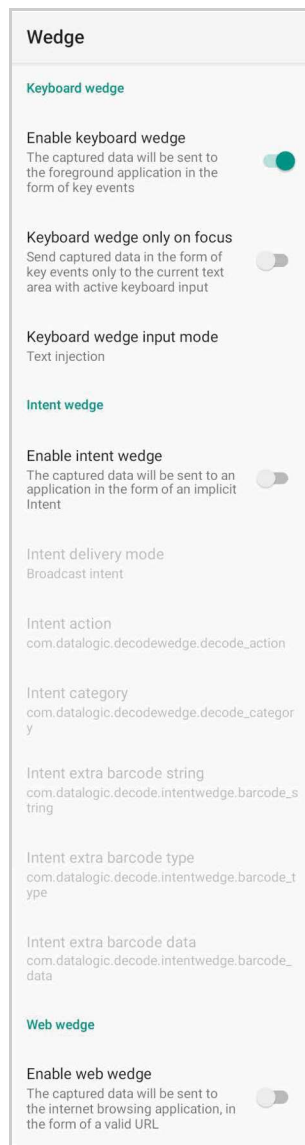 Wedge
Keyboard wedge
Enable keyboard wedge
The captured data will be sent to
the foreground application in the
form of key events
Keyboard wedge only on focus
Send captured data in the form of
key events only to the current text
area with active keyboard input
Keyboard wedge input mode
Text injection
Intent wedge
Enable intent wedge
The captured data will be sent to an
application in the form of an implicit
Intent
Intent delivery mode
Broadcast intent
Intent action
com.datalogic.decodewedge.decode_action
Intent category
com.datalogic.decodewedge.decode_categor
y
Intent extra barcode string
com.datalogic.decode.intentwedge.barcode_s
tring
Intent extra barcode type
com.datalogic.decode.intentwedge.barcode_t
ype
Intent extra barcode data
com.datalogic.decode.intentwedge.barcode_
data
Web wedge
Enable web wedge
The captured data will be sent to
the internet browsing application, in
the form of a valid URL